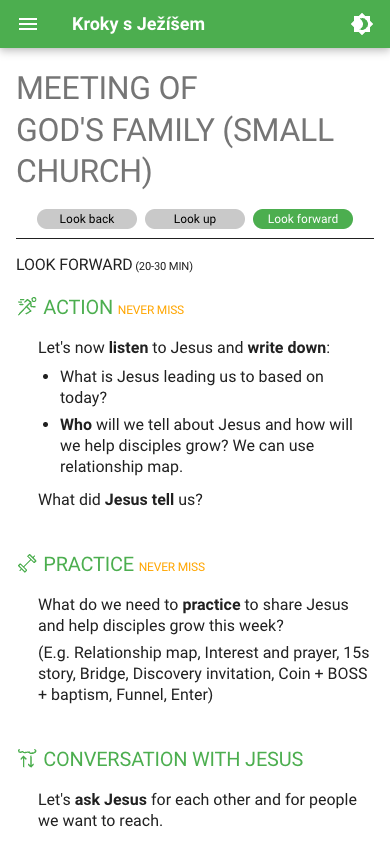 Kroky s Ježíšem
MEETING OF
GOD'S FAMILY (SMALL
CHURCH)
Look back
Look up
Look forward
LOOK FORWARD (20-30 MIN)
ACTION NEVER MISS
Let's now listen to Jesus and write down:
• What is Jesus leading us to based on
today?
• Who will we tell about Jesus and how will
we help disciples grow? We can use
relationship map.
What did Jesus tell us?
PRACTICE NEVER MISS
What do we need to practice to share Jesus
and help disciples grow this week?
(E.g. Relationship map, Interest and prayer, 15s
story, Bridge, Discovery invitation, Coin + BOSS
+ baptism, Funnel, Enter)
CONVERSATION WITH JESUS
Let's ask Jesus for each other and for people
we want to reach.